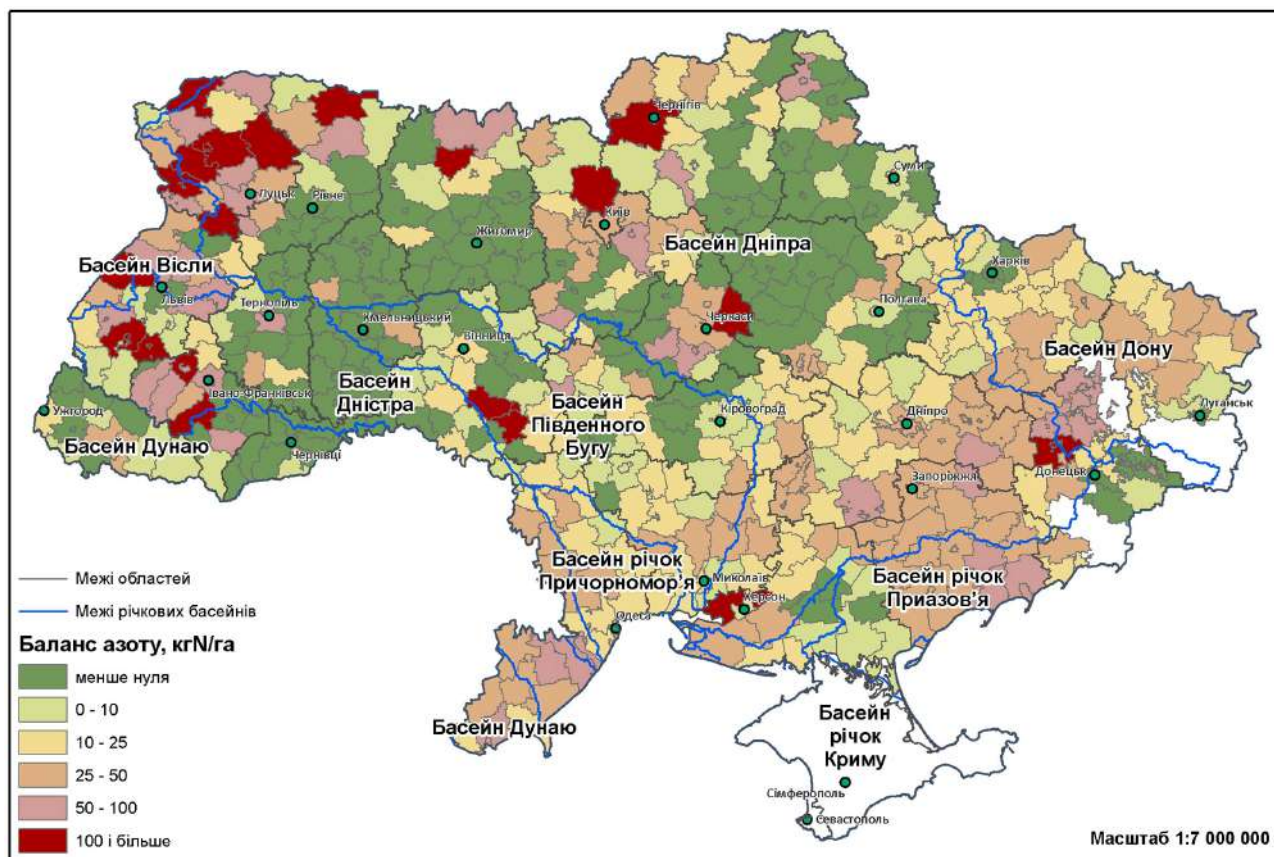 Чернігів
Суми
Луцьк
Рівне
Київ
Житомир
Басейн Дніпра
Харків
Басейн Вісли
Львів
Тернопіль
Хмельницький
Полтава
Черкаси
Вінниця
Басейн Дону
Івано-Франківськ
Басейн
Дністра
Басейн
Південного
Бугу
Кіровоград
Дніпро
Луганськ
Ужгород
Басейн Дунаю
Чернівці
Донецьк
Запоріжжя
Басейн річок
Причорномор'я
Миколаїв
Басейн річок
Приазов'я
Херсон
Одеса
Межі областей
Межі річкових басейнів
Баланс азоту, кгN/га
менше нуля
0 - 10
10 - 25
25 - 50
50 - 100
100 і більше
Басейн Дунаю
Басейн
річок
Криму
Сімферополь
Севастополь
Масштаб 1:7 000 000